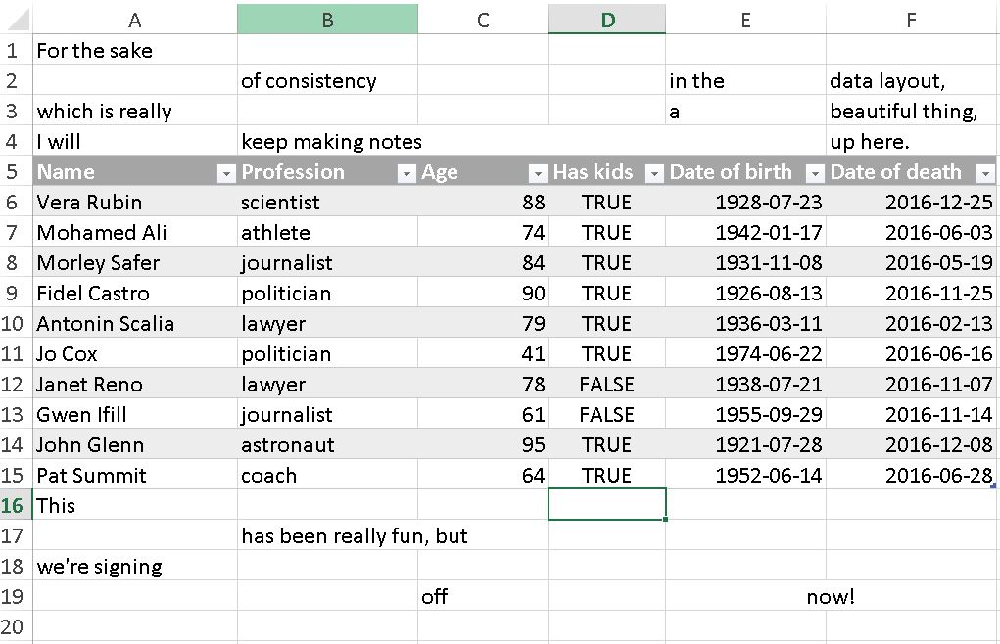 A B C D E F
1 For the sake
2 of consistency in the data layout,
3 which is really a beautiful thing,
4 I will keep making notes up here.
5 Name Profession Age Has kids Date of birth Date of death
6 Vera Rubin scientist 88 TRUE 1928-07-23 2016-12-25
7 Mohamed Ali athlete 74 TRUE 1942-01-17 2016-06-03
8 Morley Safer journalist 84 TRUE 1931-11-08 2016-05-19
9 Fidel Castro politician 90 TRUE 1926-08-13 2016-11-25
10 Antonin Scalia lawyer 79 TRUE 1936-03-11 2016-02-13
11 Jo Cox politician 41 TRUE 1974-06-22 2016-06-16
12 Janet Reno lawyer 78 FALSE 1938-07-21 2016-11-07
13 Gwen Ifill journalist 61 FALSE 1955-09-29 2016-11-14
14 John Glenn astronaut 95 TRUE 1921-07-28 2016-12-08
15 Pat Summit coach 64 TRUE 1952-06-14 2016-06-28
16 This
17 has been really fun, but
18 we're signing
19 off now!
20